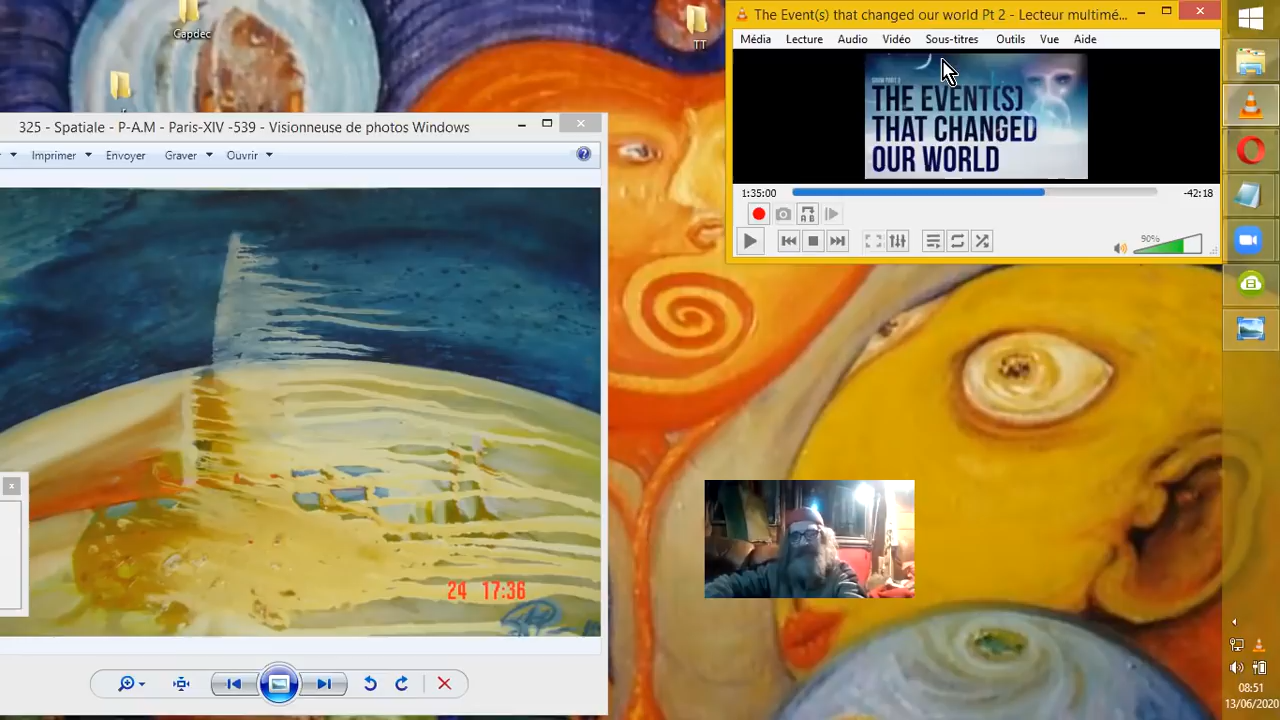 Gapdec
TT
325 - Spatiale - P-A.M - Paris-XIV -539 - Visionneuse de photos Windows
Imprimer Envoyer Graver Ouvrir
24 17:36
The Event(s) that changed our world Pt 2 - Lecteur multimé...
Média Lecture Audio Vidéo Sous-titres Outils Vue Aide
THE EVENT(S)
THAT CHANGED
OUR WORLD
1:35:00 -42:18
90%
08:51
13/06/2020